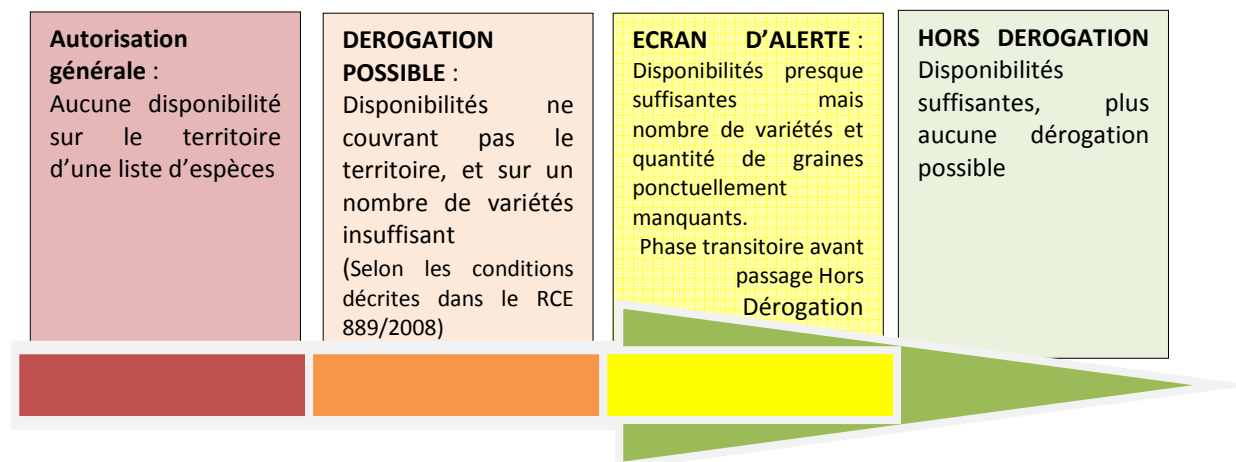 Autorisation
générale :
Aucune disponibilité
sur le territoire
d'une liste d'espèces
DEROGATION
POSSIBLE :
Disponibilités ne
couvrant pas le
territoire, et sur un
nombre de variétés
insuffisant
(Selon les conditions
décrites dans le RCE
889/2008)
ECRAN D'ALERTE :
Disponibilités presque
suffisantes mais
nombre de variétés et
quantité de graines
ponctuellement
manquants.
Phase transitoire avant
passage Hors
Dérogation
HORS DEROGATION
Disponibilités
suffisantes, plus
aucune dérogation
possible